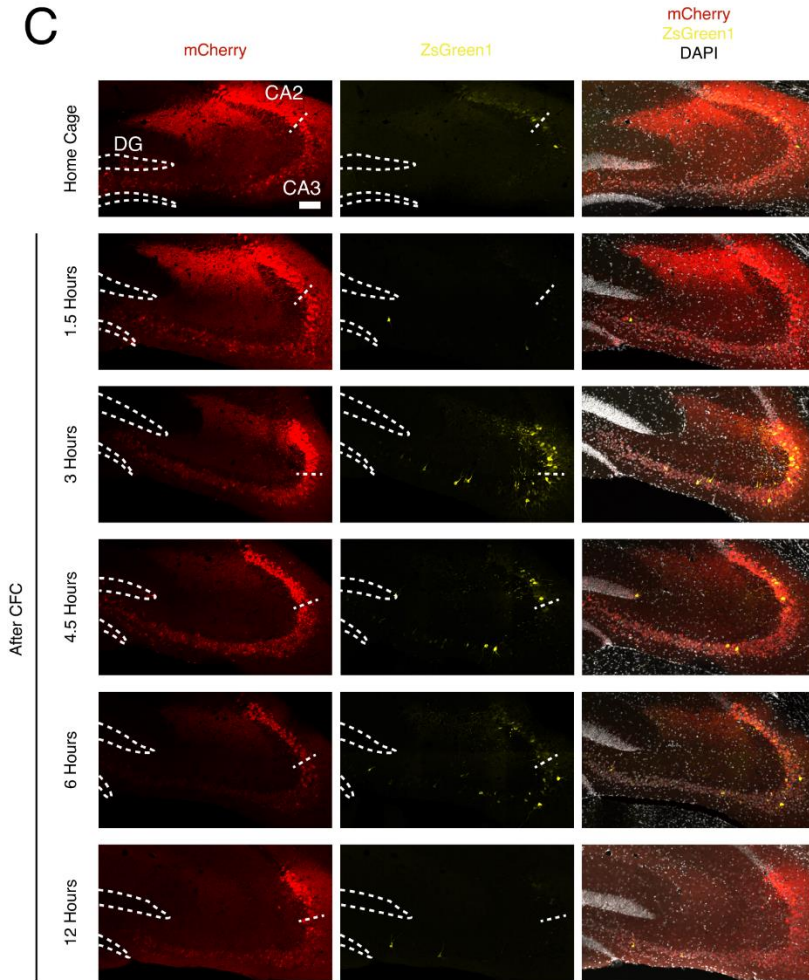 C
mCherry
ZsGreen1
mCherry
ZsGreen1
DAPI
Home Cage
CA2
DG
CA3
After CFC
1.5 Hours
3 Hours
4.5 Hours
6 Hours
12 Hours